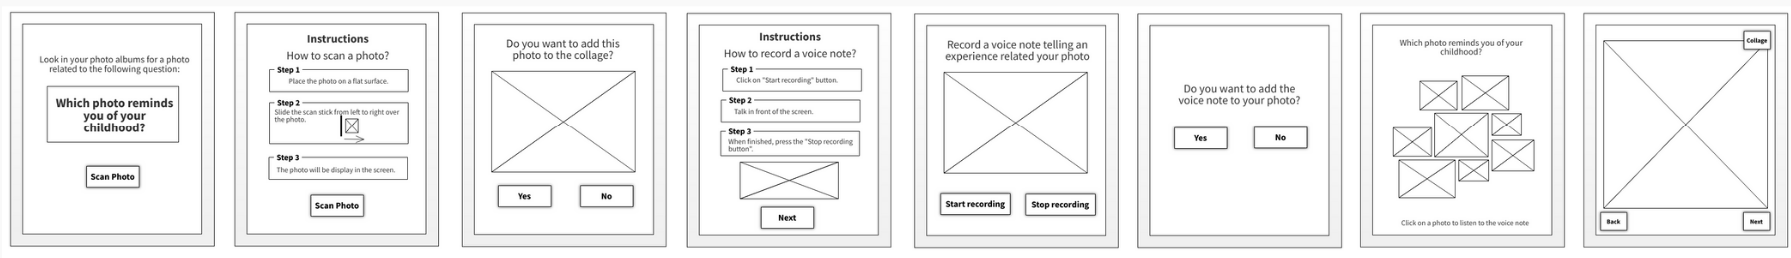 Look in your photo albums for a photo
related to the following question:
Which photo reminds
you of your
childhood?
Scan Photo
Instructions
How to scan a photo?
Step 1
Place the photo on a flat surface.
Step 2
Slide the scan stick from left to right over
the photo.
Step 3
The photo will be display in the screen.
Scan Photo
Do you want to add this
photo to the collage?
Yes
No
Instructions
How to record a voice note?
Step 1
Click on "Start recording" button.
Step 2
Talk in front of the screen.
Step 3
When finished, press the "Stop recording
button".
Next
Record a voice note telling an
experience related your photo
Start recording
Stop recording
Do you want to add the
voice note to your photo?
Yes
No
Which photo reminds you of your
childhood?
Click on a photo to listen to the voice note
Collage
Back
Next